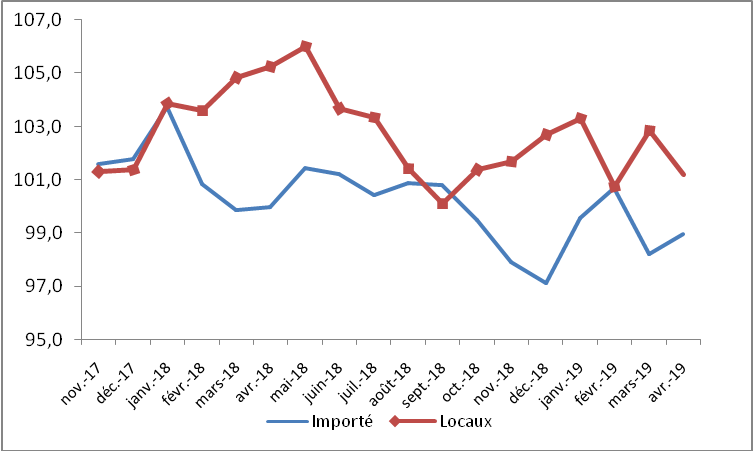 107,0
105,0
103,0
101,0
99,0
97,0
95,0
nov.-17
déc.-17
janv.-18
févr.-18
mars-18
avr.-18
mai-18
juin-18
juil.-18
août-18
sept.-18
oct.-18
nov.-18
déc.-18
janv.-19
févr.-19
mars-19
avr.-19
Importé Locaux